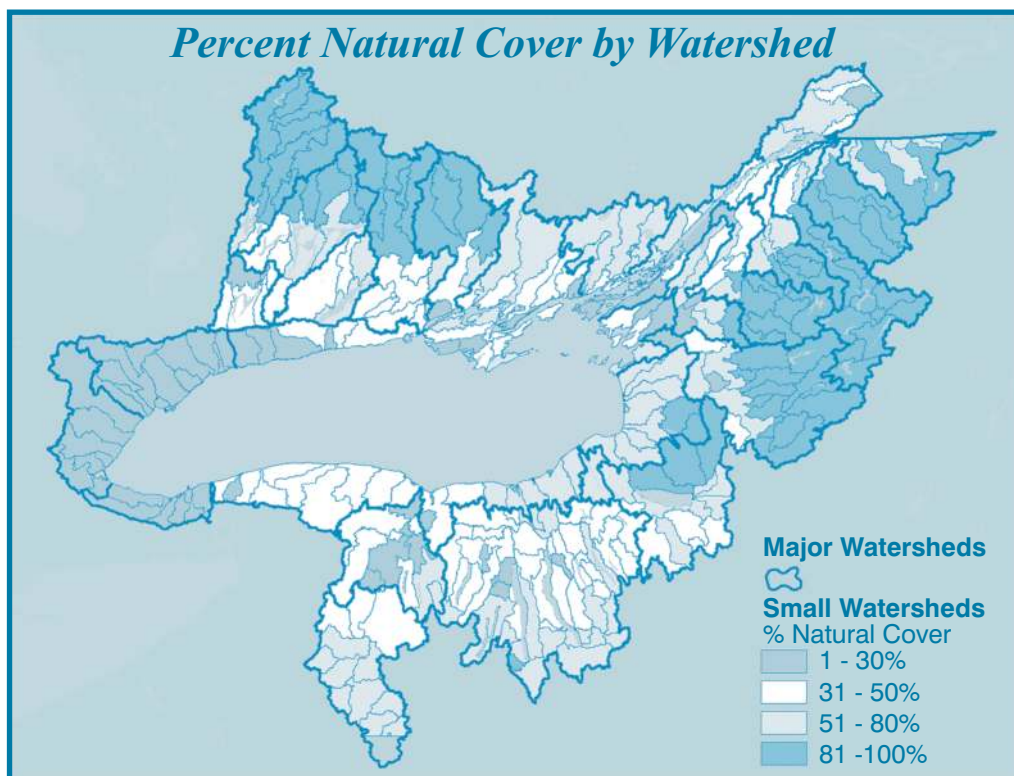 Percent Natural Cover by Watershed
Major Watersheds
Small Watersheds
% Natural Cover
1 - 30%
31 - 50%
51 - 80%
81 -100%